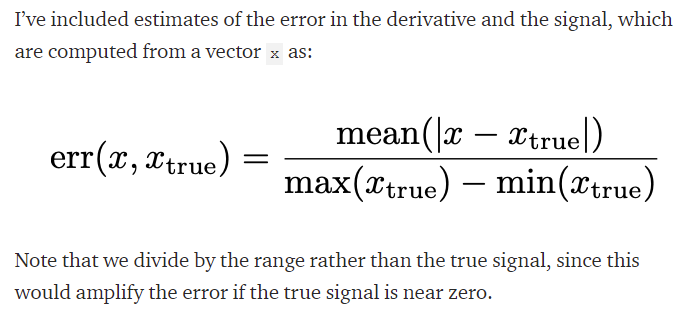 I’ve included estimates of the error in the derivative and the signal, which
are computed from a vector x as:
err(x, x_true) = mean(|x − x_true|) / (max(x_true) − min(x_true))
Note that we divide by the range rather than the true signal, since this
would amplify the error if the true signal is near zero.